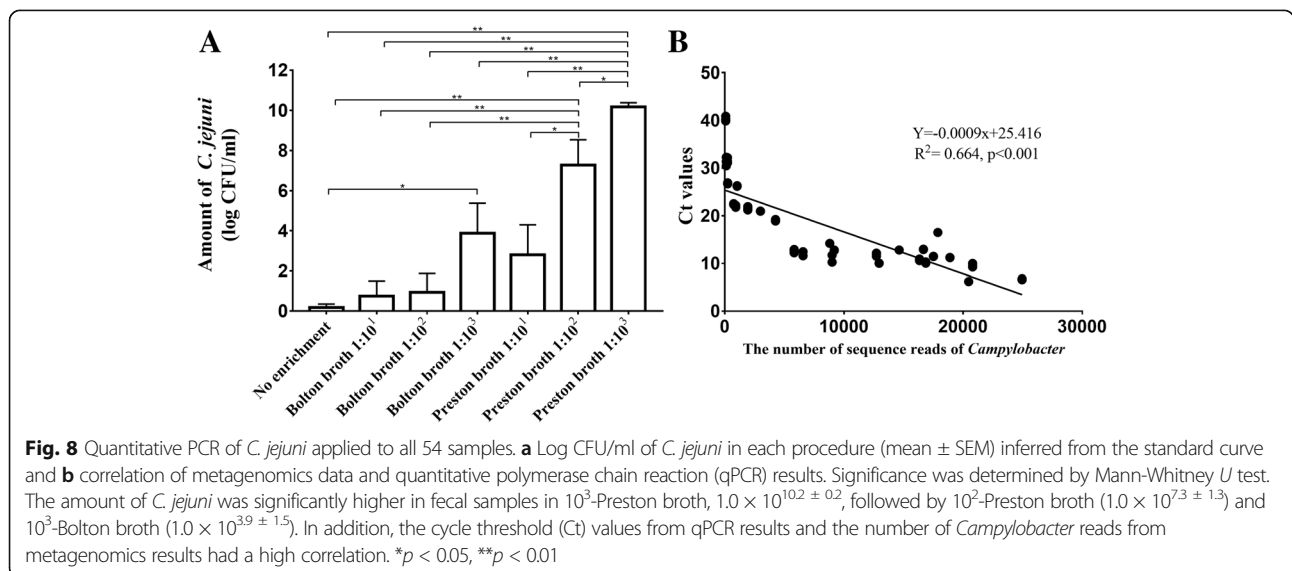 A
**
**
**
**
**
*
**
**
**
*
*
Amount of C. jejuni
(log CFU/ml)
12
10
8
6
4
2
0
No enrichment
Bolton broth 1:10¹
Bolton broth 1:10²
Bolton broth 1:10³
Preston broth 1:10¹
Preston broth 1:10²
Preston broth 1:10³
B
Ct values
50
40
30
20
10
0
Y=-0.0009x+25.416
R²= 0.664, p<0.001
0 10000 20000 30000
The number of sequence reads of Campylobacter
Fig. 8 Quantitative PCR of C. jejuni applied to all 54 samples. a Log CFU/ml of C. jejuni in each procedure (mean ± SEM) inferred from the standard curve
and b correlation of metagenomics data and quantitative polymerase chain reaction (qPCR) results. Significance was determined by Mann-Whitney U test.
The amount of C. jejuni was significantly higher in fecal samples in 10³-Preston broth, 1.0 × 10¹⁰·² ± ⁰·², followed by 10²-Preston broth (1.0 × 10⁷·³ ± ¹·³) and
10³-Bolton broth (1.0 × 10³·⁹ ± ¹·⁵). In addition, the cycle threshold (Ct) values from qPCR results and the number of Campylobacter reads from
metagenomics results had a high correlation. *p < 0.05, **p < 0.01